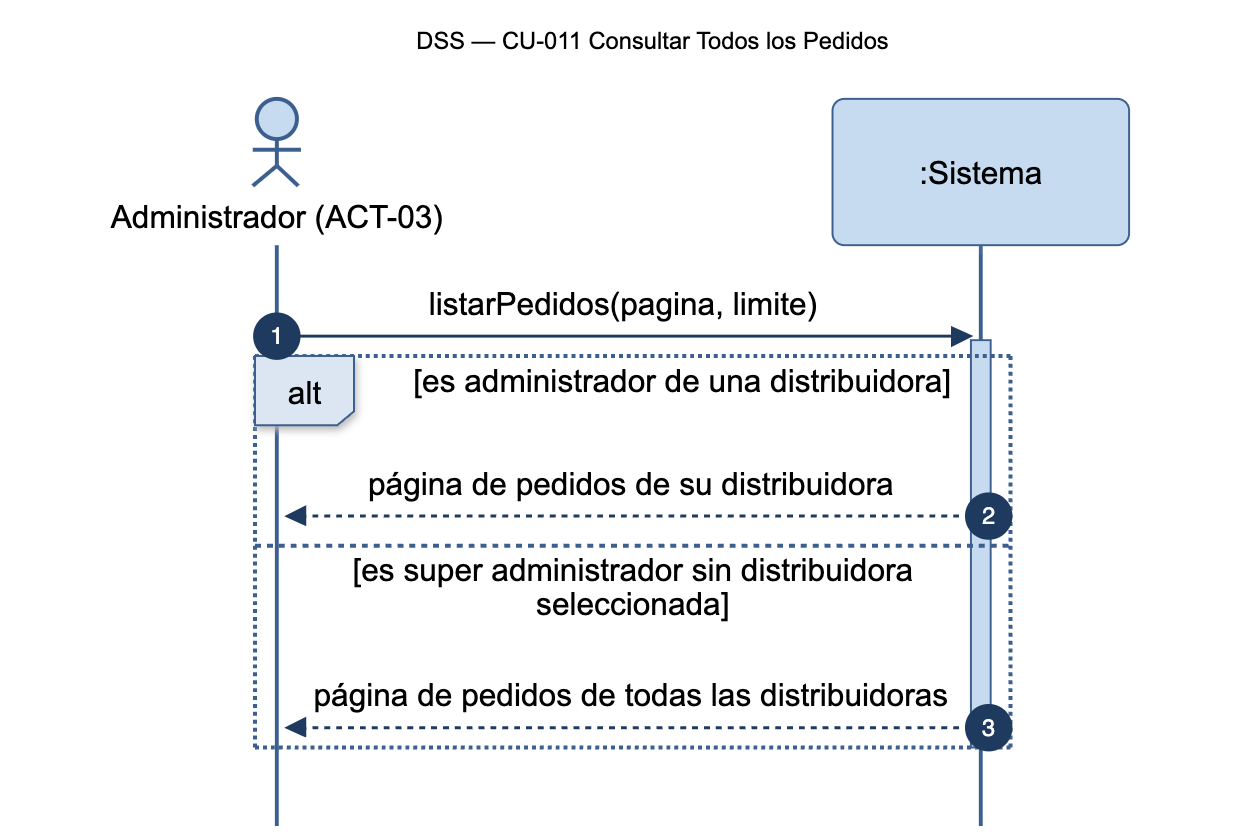 DSS — CU-011 Consultar Todos los Pedidos
:Sistema
Administrador (ACT-03)
listarPedidos(pagina, limite)
1
alt
[es administrador de una distribuidora]
página de pedidos de su distribuidora
2
[es super administrador sin distribuidora
seleccionada]
página de pedidos de todas las distribuidoras
3